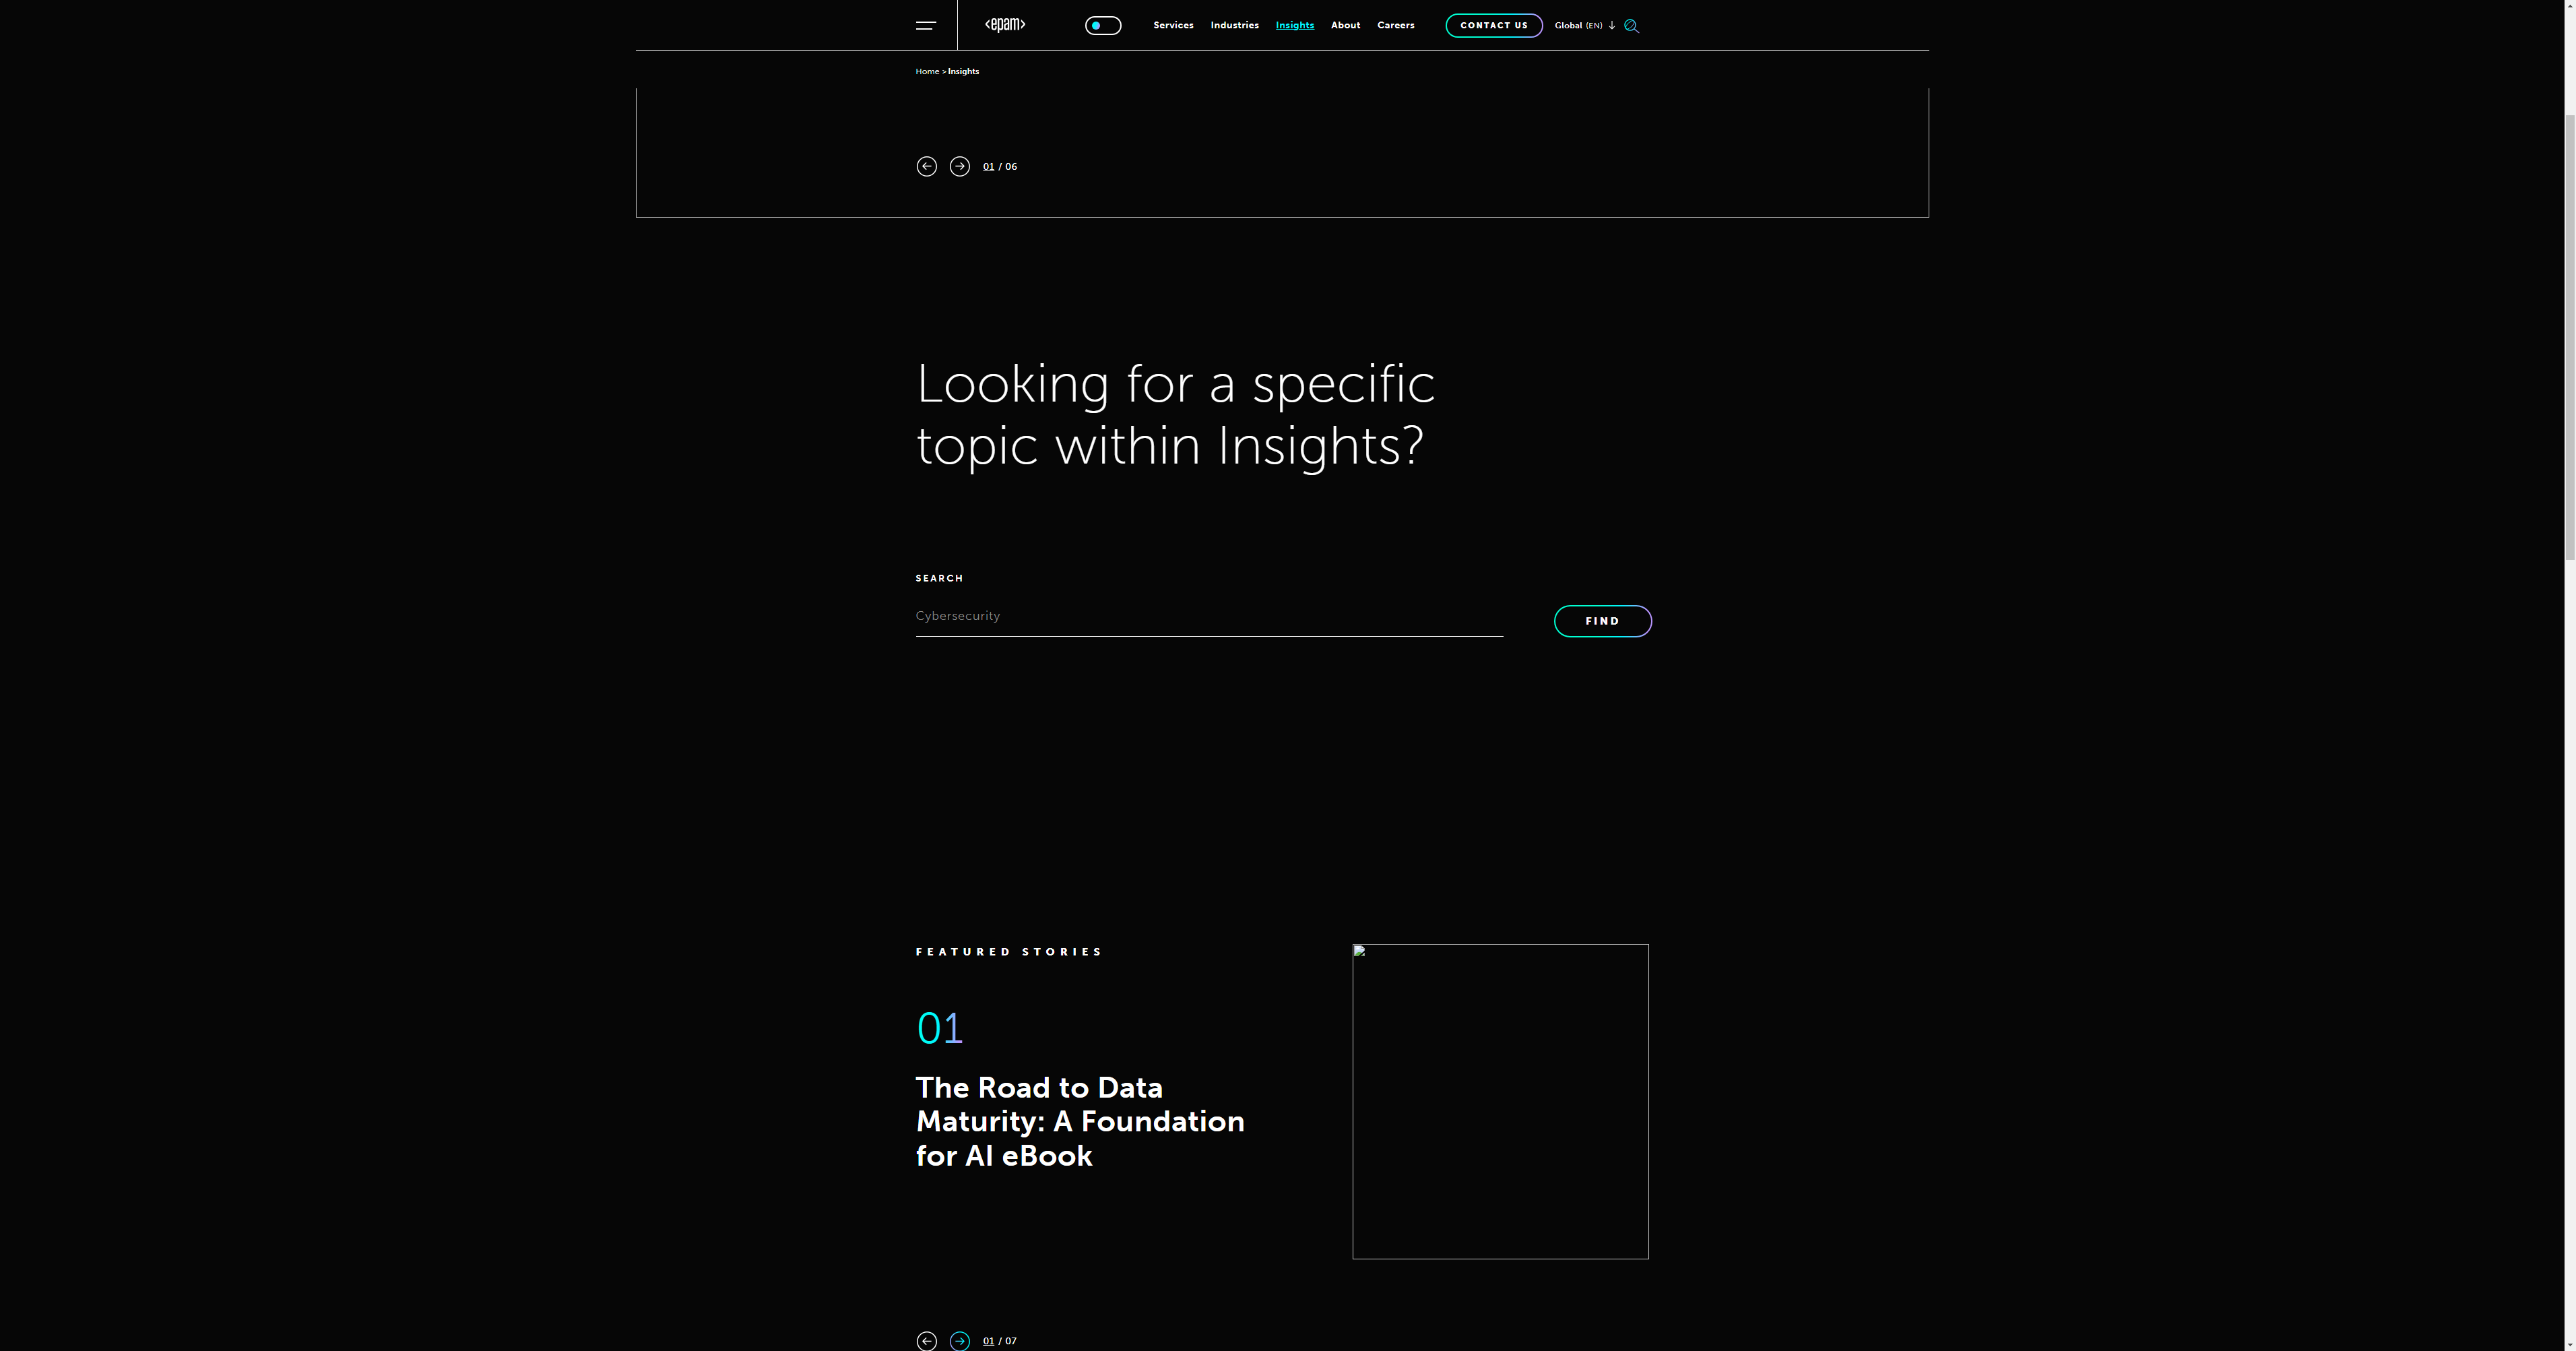 <epam>
Services Industries Insights About Careers CONTACT US Global (EN)
Home > Insights
01 / 06
Looking for a specific
topic within Insights?
SEARCH
Cybersecurity
FIND
FEATURED STORIES
01
The Road to Data
Maturity: A Foundation
for AI eBook
01 / 07